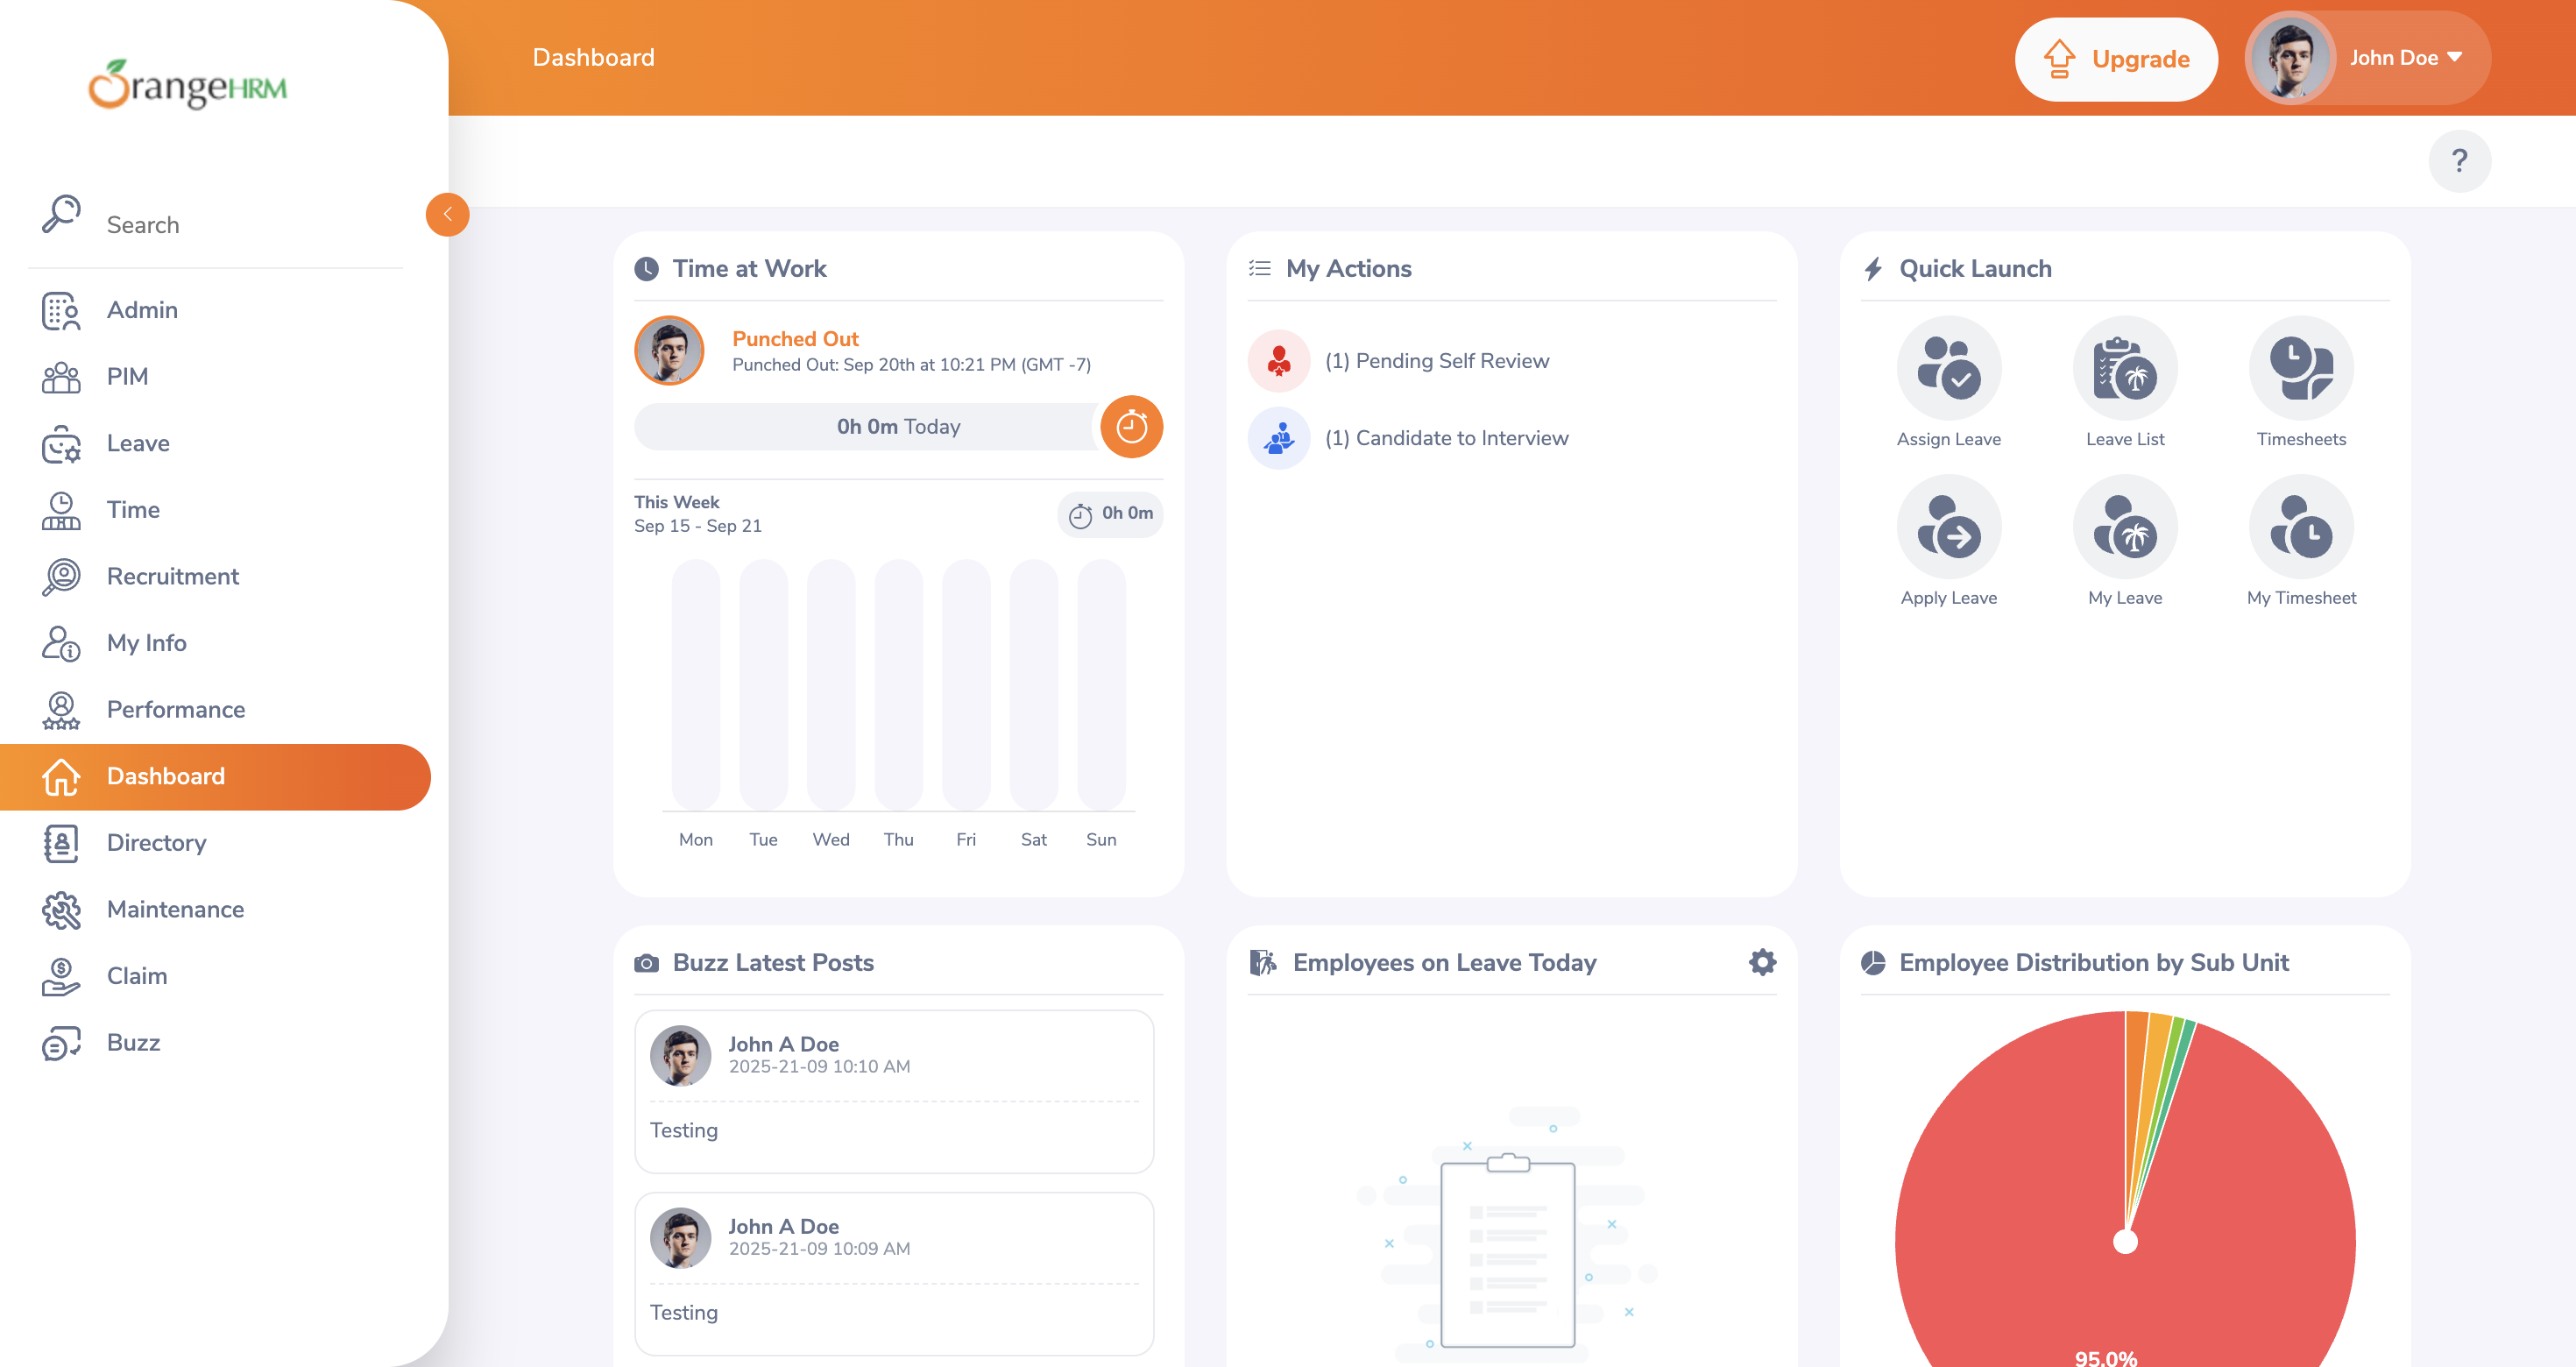 OrangeHRM
Search
Admin
PIM
Leave
Time
Recruitment
My Info
Performance
Dashboard
Directory
Maintenance
Claim
Buzz
Dashboard
Upgrade
John Doe
?
Time at Work
Punched Out
Punched Out: Sep 20th at 10:21 PM (GMT -7)
0h 0m Today
This Week
Sep 15 - Sep 21
0h 0m
Mon Tue Wed Thu Fri Sat Sun
My Actions
(1) Pending Self Review
(1) Candidate to Interview
Quick Launch
Assign Leave
Leave List
Timesheets
Apply Leave
My Leave
My Timesheet
Buzz Latest Posts
John A Doe
2025-21-09 10:10 AM
Testing
John A Doe
2025-21-09 10:09 AM
Testing
Employees on Leave Today
Employee Distribution by Sub Unit
95.0%